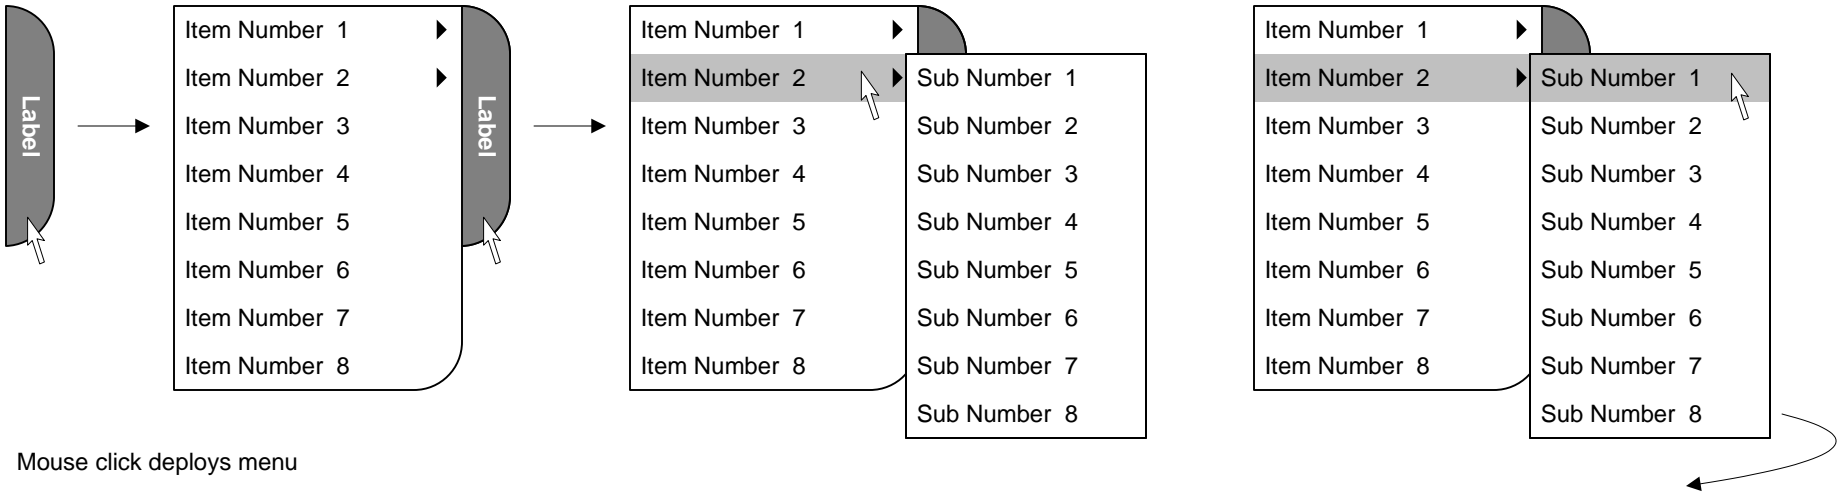 Label
Item Number 1
Item Number 2
Item Number 3
Item Number 4
Item Number 5
Item Number 6
Item Number 7
Item Number 8
Label
Item Number 1
Item Number 2
Item Number 3
Item Number 4
Item Number 5
Item Number 6
Item Number 7
Item Number 8
Sub Number 1
Sub Number 2
Sub Number 3
Sub Number 4
Sub Number 5
Sub Number 6
Sub Number 7
Sub Number 8
Item Number 1
Item Number 2
Item Number 3
Item Number 4
Item Number 5
Item Number 6
Item Number 7
Item Number 8
Sub Number 1
Sub Number 2
Sub Number 3
Sub Number 4
Sub Number 5
Sub Number 6
Sub Number 7
Sub Number 8
Mouse click deploys menu